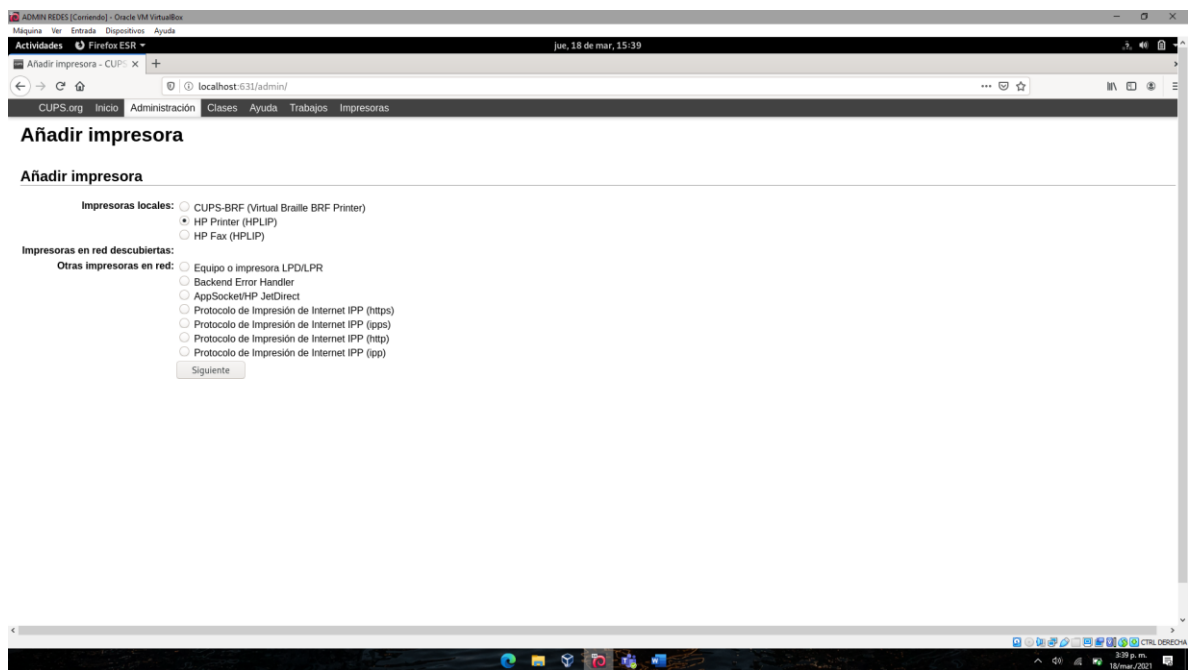 ADMIN REDES [Corriendo] - Oracle VM VirtualBox
Máquina Ver Entrada Dispositivos Ayuda
Actividades Firefox ESR jue, 18 de mar, 15:39
Añadir impresora - CUPS
localhost:631/admin/
CUPS.org Inicio Administración Clases Ayuda Trabajos Impresoras
Añadir impresora
Añadir impresora
Impresoras locales: CUPS-BRF (Virtual Braille BRF Printer)
HP Printer (HPLIP)
HP Fax (HPLIP)
Impresoras en red descubiertas:
Otras impresoras en red: Equipo o impresora LPD/LPR
Backend Error Handler
AppSocket/HP JetDirect
Protocolo de Impresión de Internet IPP (https)
Protocolo de Impresión de Internet IPP (ipps)
Protocolo de Impresión de Internet IPP (http)
Protocolo de Impresión de Internet IPP (ipp)
Siguiente
CTRL DERECHA
3:39 p. m.
18/mar./2021